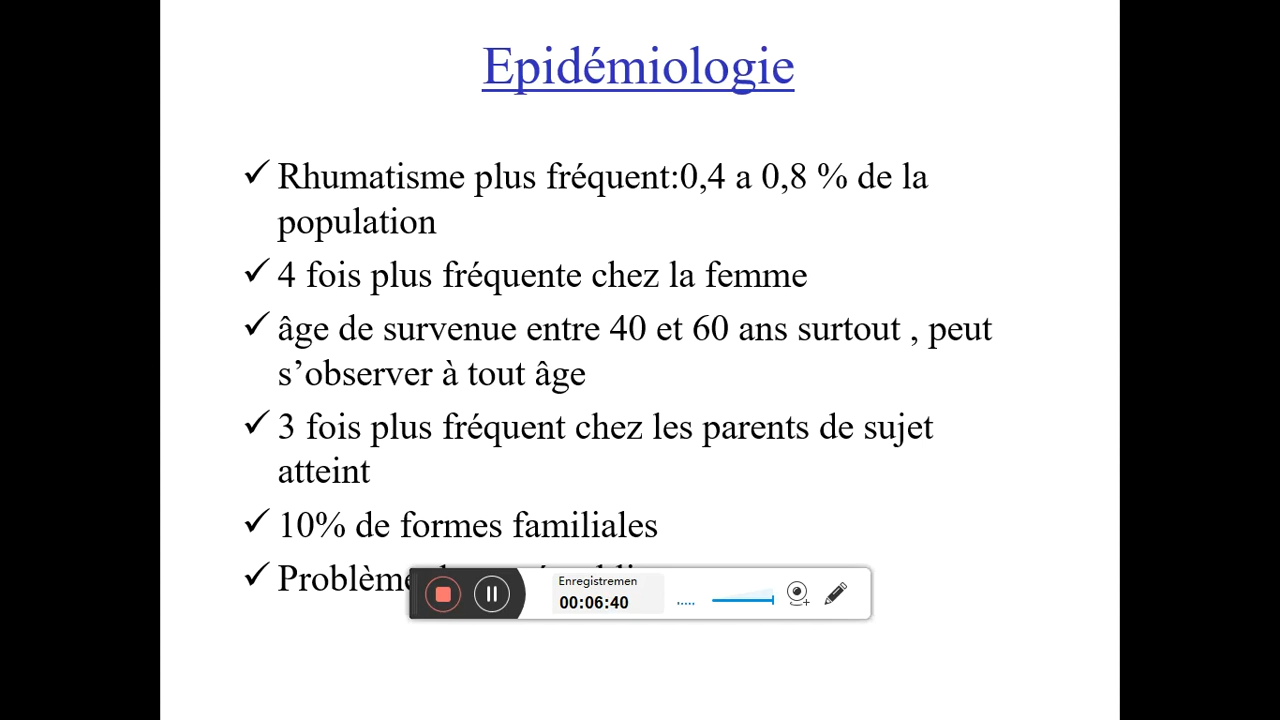 Epidémiologie
✓ Rhumatisme plus fréquent:0,4 a 0,8 % de la
population
✓ 4 fois plus fréquente chez la femme
✓ âge de survenue entre 40 et 60 ans surtout , peut
s’observer à tout âge
✓ 3 fois plus fréquent chez les parents de sujet
atteint
✓ 10% de formes familiales
✓ Problème
Enregistremen
00:06:40